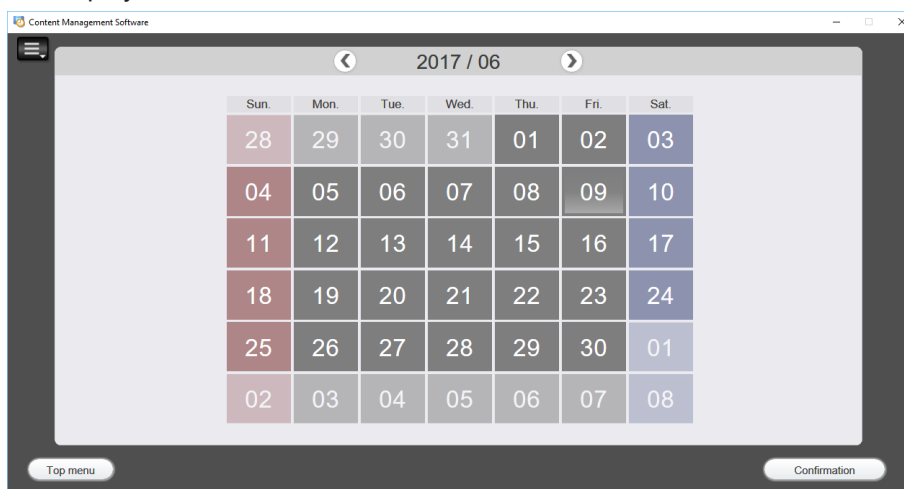 Content Management Software
2017 / 06
Sun. Mon. Tue. Wed. Thu. Fri. Sat.
28 29 30 31 01 02 03
04 05 06 07 08 09 10
11 12 13 14 15 16 17
18 19 20 21 22 23 24
25 26 27 28 29 30 01
02 03 04 05 06 07 08
Top menu Confirmation